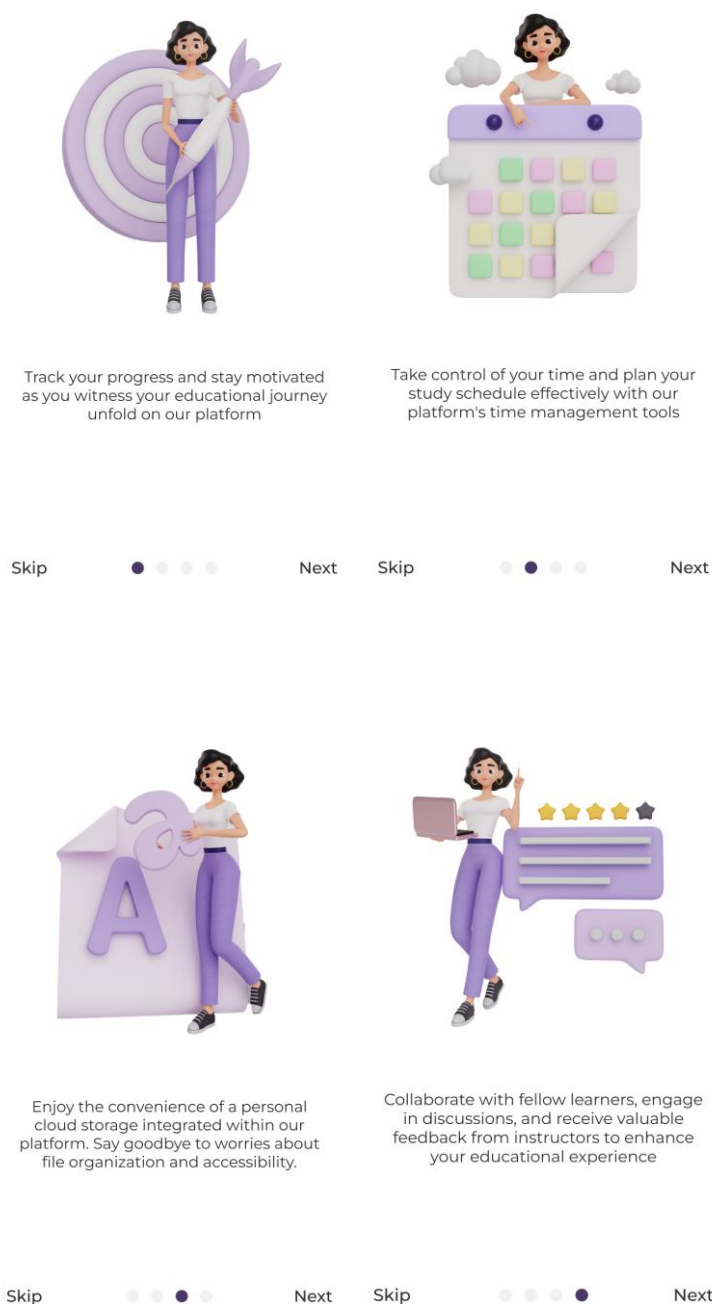 Track your progress and stay motivated
as you witness your educational journey
unfold on our platform
Skip
Next
Take control of your time and plan your
study schedule effectively with our
platform's time management tools
Skip
Next
a
A
Enjoy the convenience of a personal
cloud storage integrated within our
platform. Say goodbye to worries about
file organization and accessibility.
Skip
Next
Collaborate with fellow learners, engage
in discussions, and receive valuable
feedback from instructors to enhance
your educational experience
Skip
Next